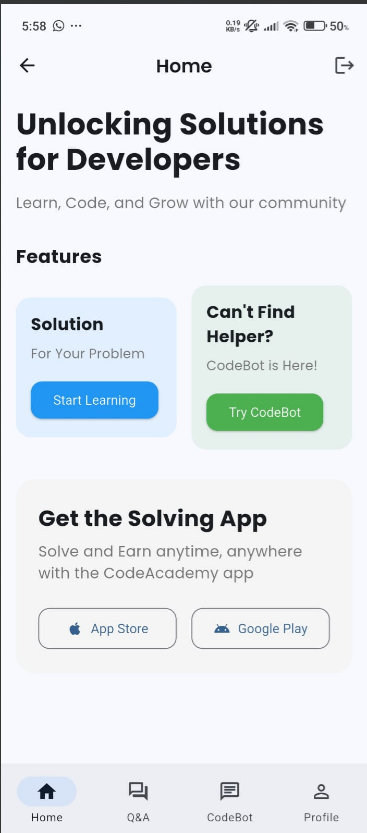 5:58
0.19
KB/s
50%
Home
Unlocking Solutions
for Developers
Learn, Code, and Grow with our community
Features
Solution
For Your Problem
Start Learning
Can't Find
Helper?
CodeBot is Here!
Try CodeBot
Get the Solving App
Solve and Earn anytime, anywhere
with the CodeAcademy app
App Store
Google Play
Home
Q&A
CodeBot
Profile